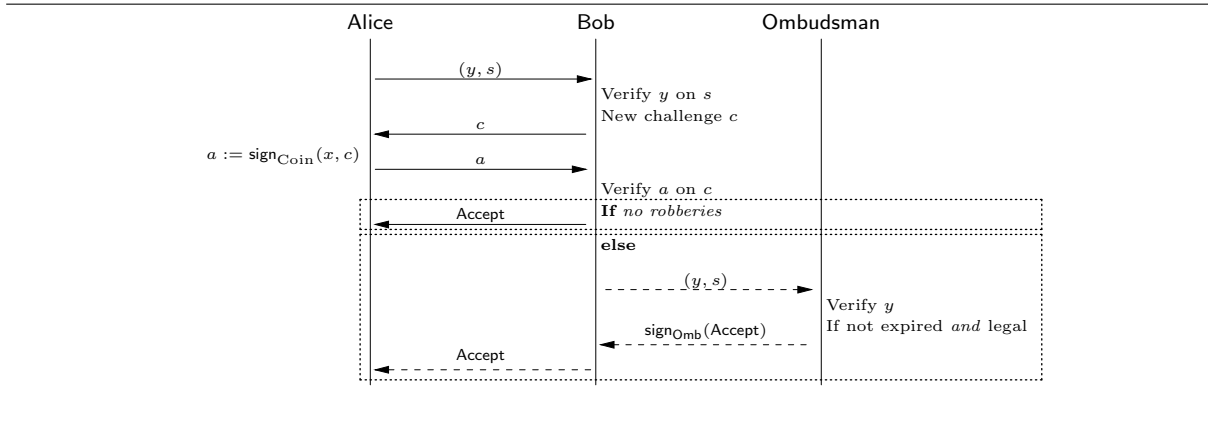 Alice Bob Ombudsman
(y, s)
Verify y on s
New challenge c
c
a := sign_Coin(x, c)
a
Verify a on c
If no robberies
Accept
else
(y, s)
Verify y
If not expired and legal
sign_Omb(Accept)
Accept